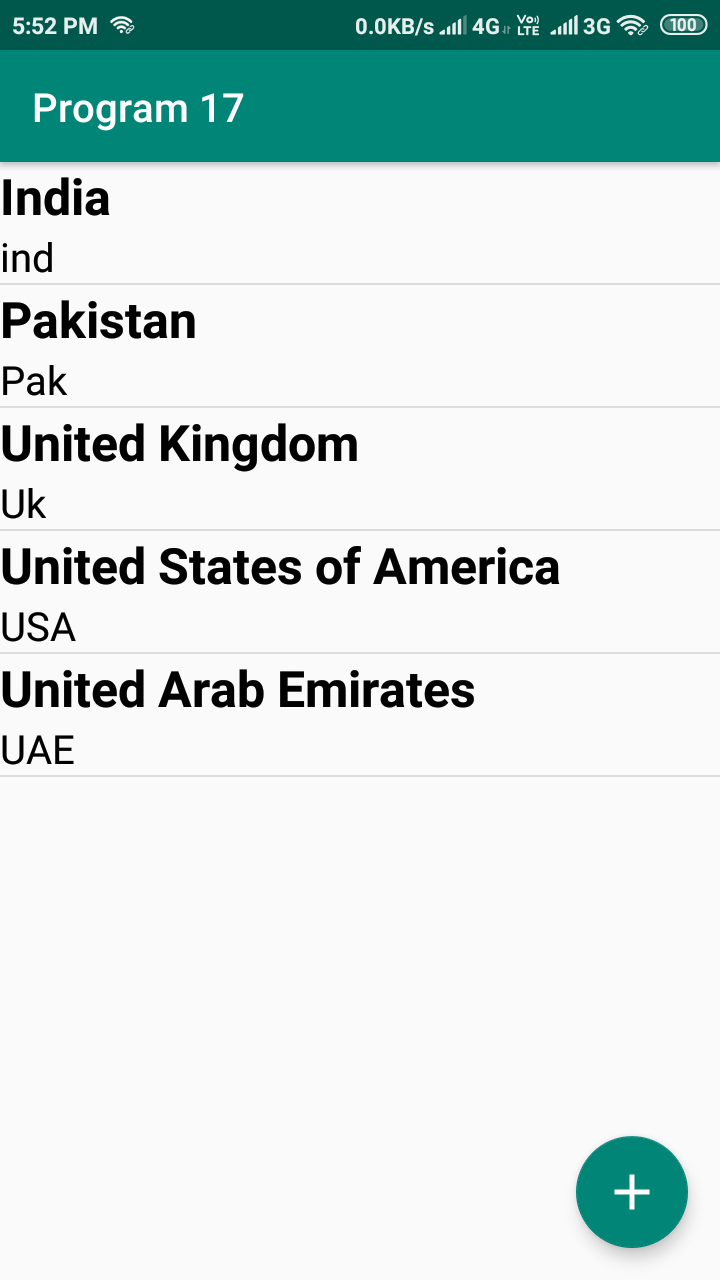 5:52 PM 0.0KB/s 4G Vo)) LTE 3G 100
Program 17
India
ind
Pakistan
Pak
United Kingdom
Uk
United States of America
USA
United Arab Emirates
UAE